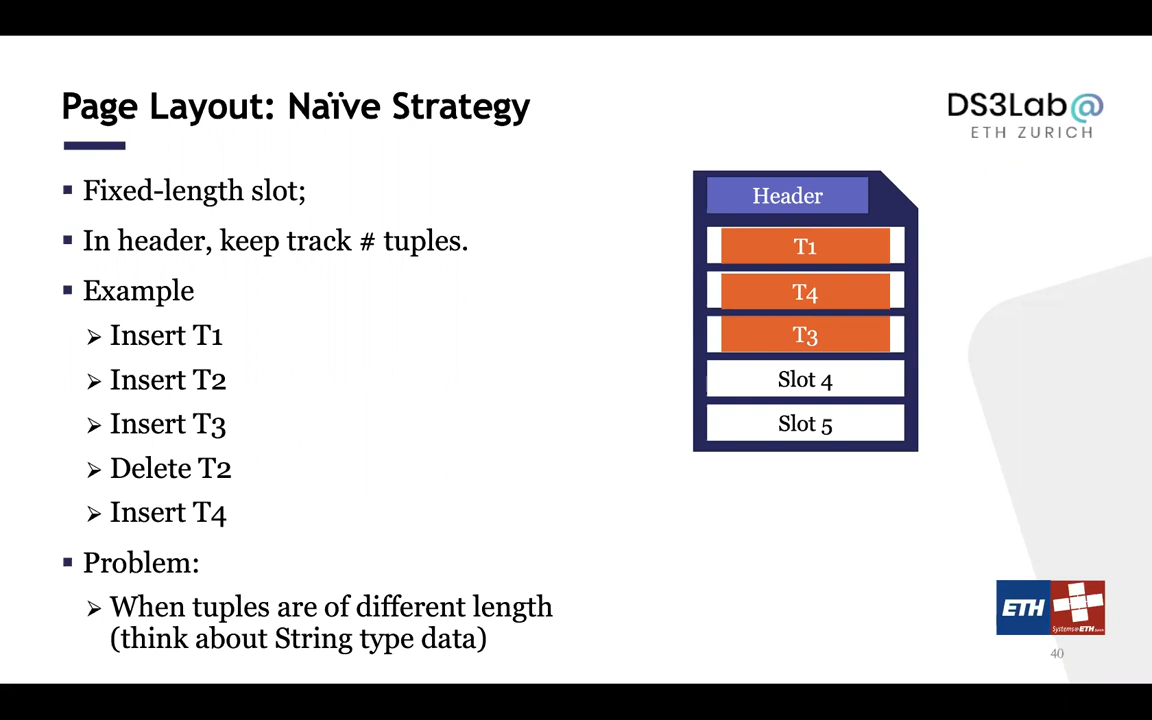 Page Layout: Naïve Strategy
DS3Lab@
ETH ZURICH
▪ Fixed-length slot;
▪ In header, keep track # tuples.
▪ Example
➢ Insert T1
➢ Insert T2
➢ Insert T3
➢ Delete T2
➢ Insert T4
▪ Problem:
➢ When tuples are of different length
(think about String type data)
Header
T1
T4
T3
Slot 4
Slot 5
ETH
Systems@ETH
40